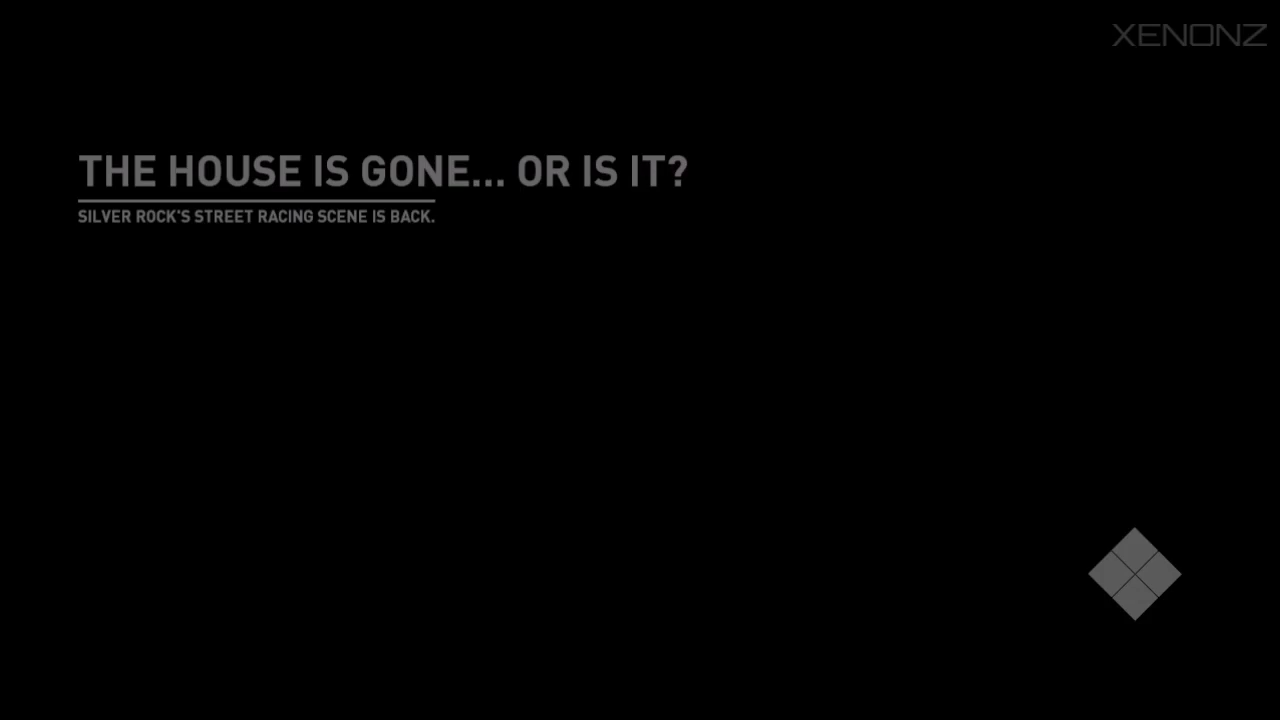 XENONZ
THE HOUSE IS GONE... OR IS IT?
SILVER ROCK'S STREET RACING SCENE IS BACK.